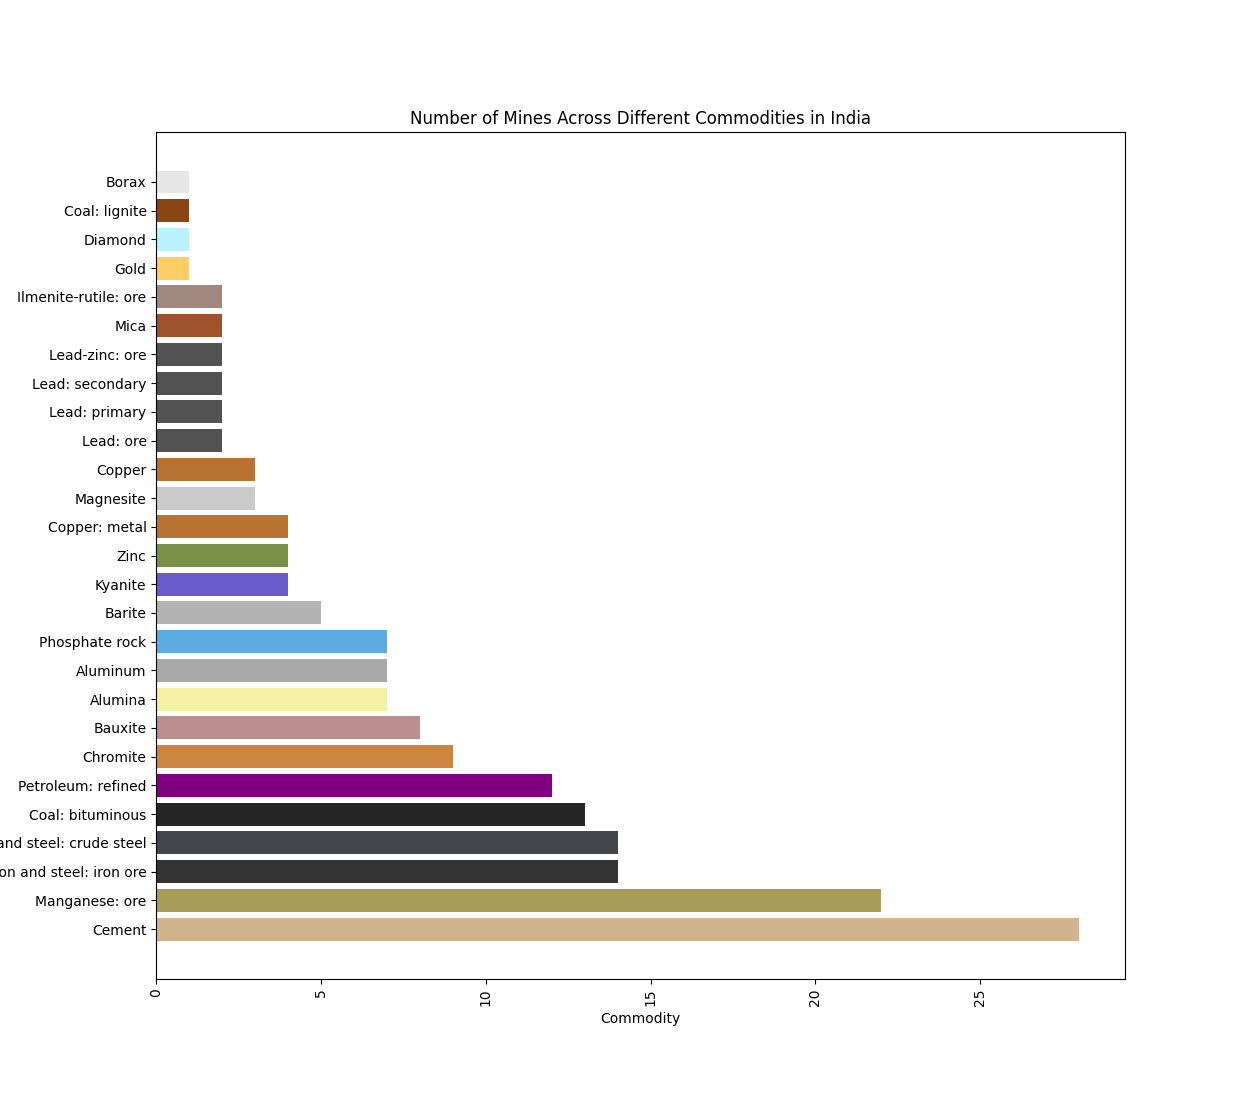 Number of Mines Across Different Commodities in India
Borax
Coal: lignite
Diamond
Gold
Ilmenite-rutile: ore
Mica
Lead-zinc: ore
Lead: secondary
Lead: primary
Lead: ore
Copper
Magnesite
Copper: metal
Zinc
Kyanite
Barite
Phosphate rock
Aluminum
Alumina
Bauxite
Chromite
Petroleum: refined
Coal: bituminous
and steel: crude steel
on and steel: iron ore
Manganese: ore
Cement
0 5 10 15 20 25
Commodity